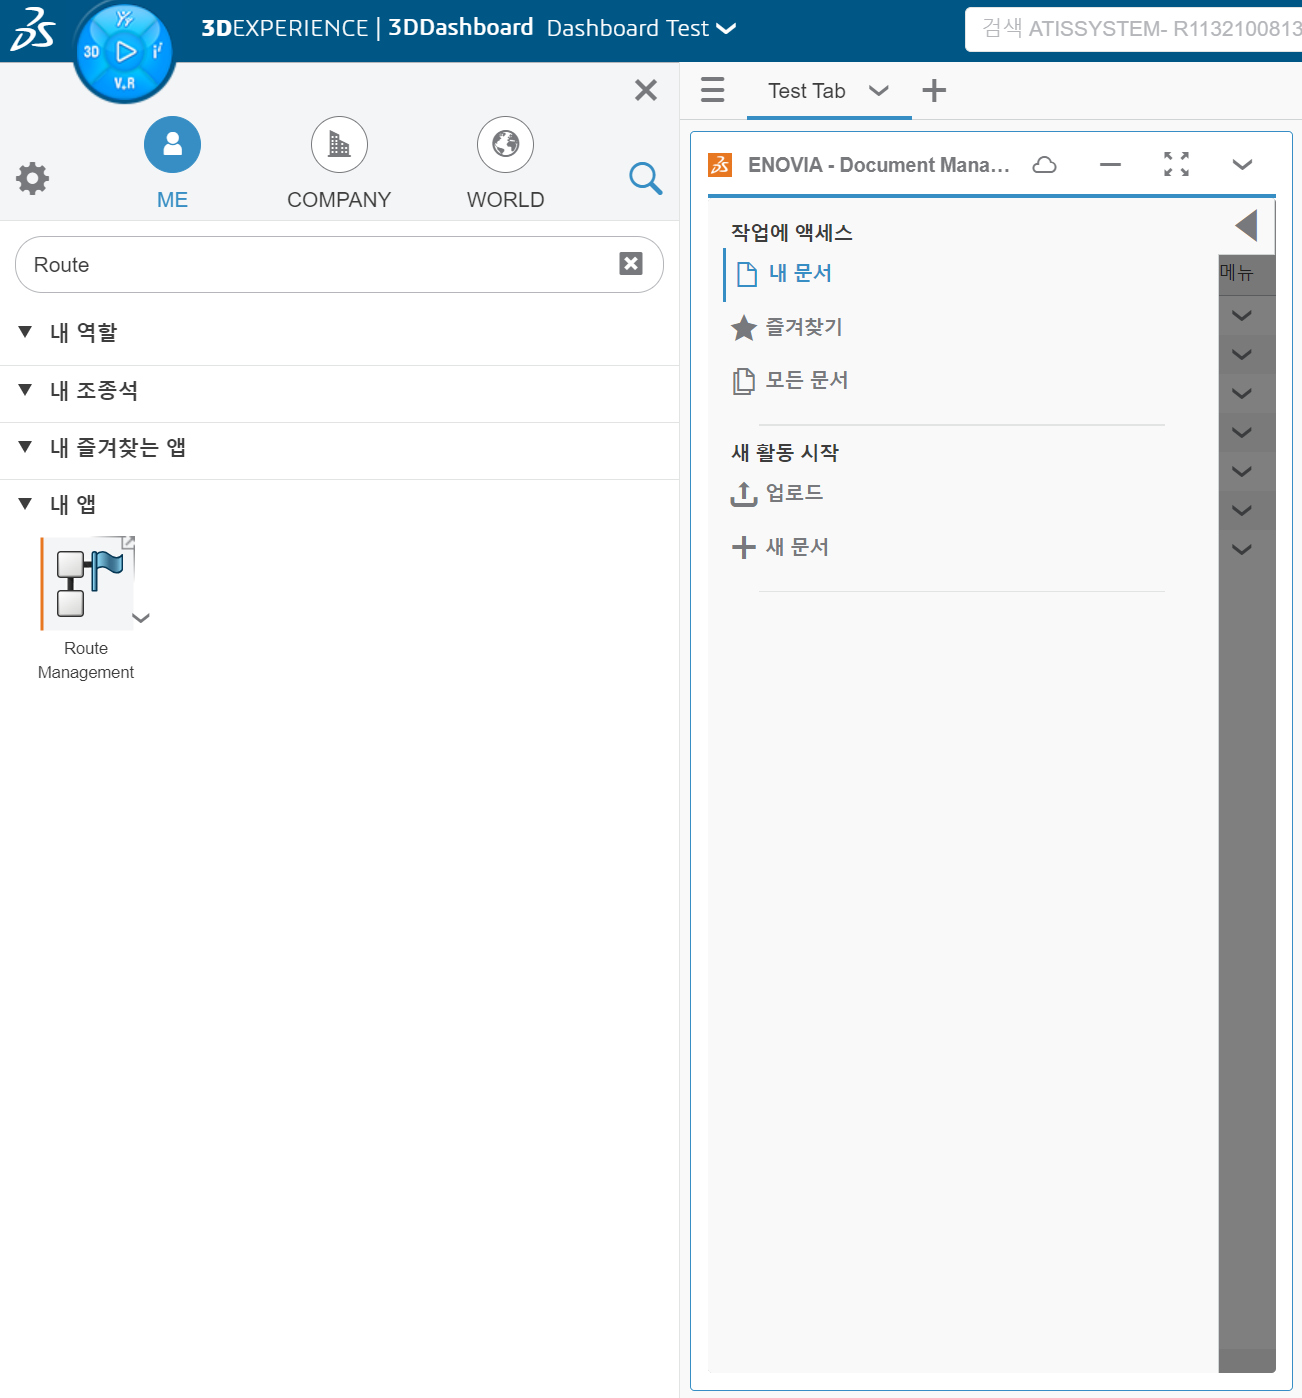 3DEXPERIENCE | 3DDashboard Dashboard Test
검색 ATISSYSTEM- R1132100813
3D
V.R
ME
COMPANY
WORLD
Route
내 역할
내 조종석
내 즐겨찾는 앱
내 앱
Route
Management
Test Tab
ENOVIA - Document Mana...
작업에 액세스
내 문서
즐겨찾기
모든 문서
새 활동 시작
업로드
새 문서
메뉴